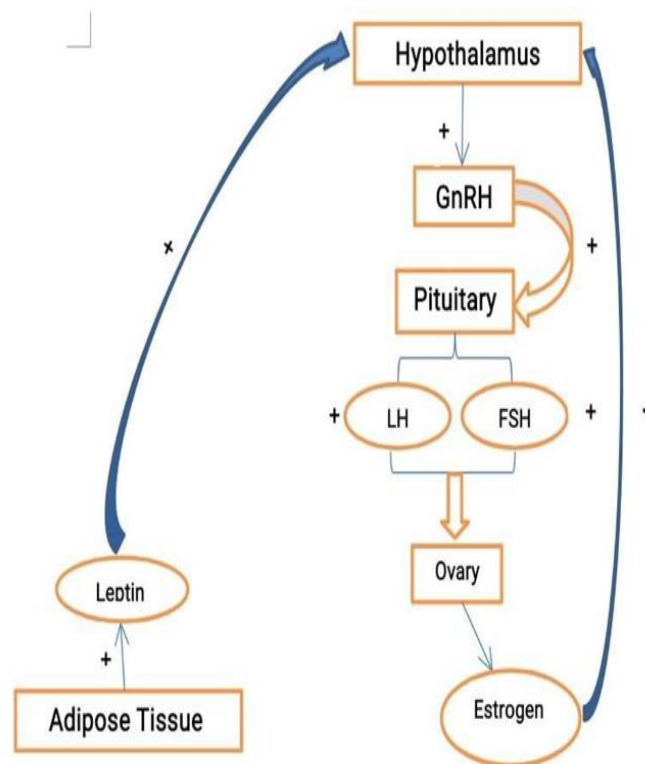 Hypothalamus
+
GnRH
+
Pituitary
+
LH
FSH
+
Ovary
Leptin
+
Estrogen
Adipose Tissue